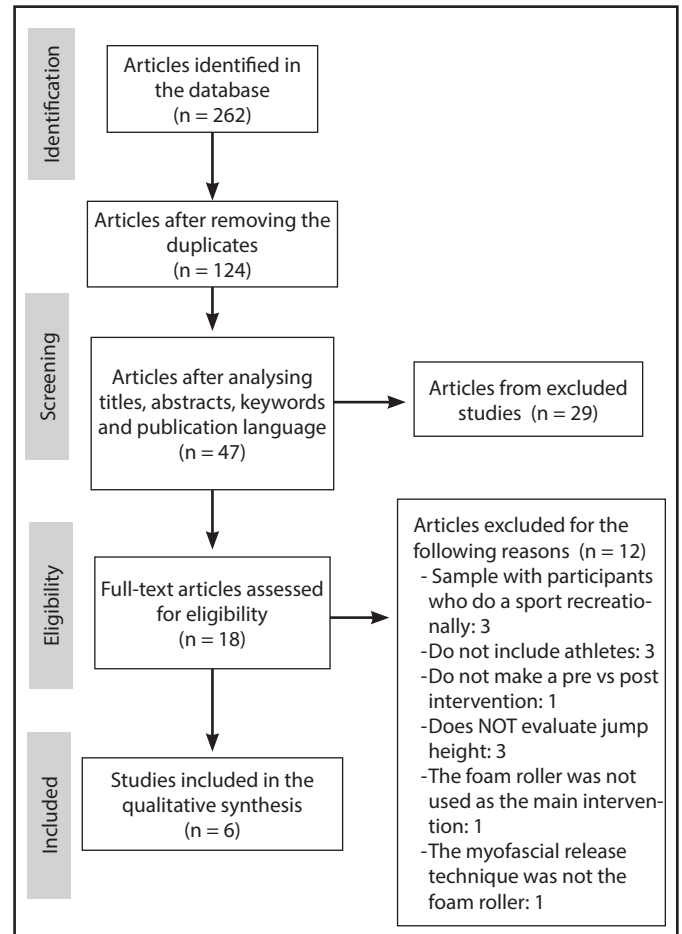 Identification
Articles identified in
the database
(n = 262)
Articles after removing the
duplicates
(n = 124)
Screening
Articles after analysing
titles, abstracts, keywords
and publication language
(n = 47)
Articles from excluded
studies (n = 29)
Eligibility
Full-text articles assessed
for eligibility
(n = 18)
Articles excluded for the
following reasons (n = 12)
- Sample with participants
who do a sport recreatio-
nally: 3
-Do not include athletes: 3
-Do not make a pre vs post
intervention: 1
-Does NOT evaluate jump
height: 3
-The foam roller was not
used as the main interven-
tion: 1
-The myofascial release
technique was not the
foam roller: 1
Included
Studies included in the
qualitative synthesis
(n = 6)